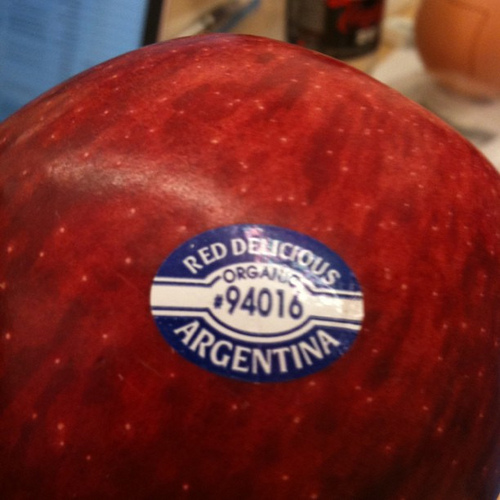 RED DELICIOUS
ORGANIC
#94016
ARGENTINA